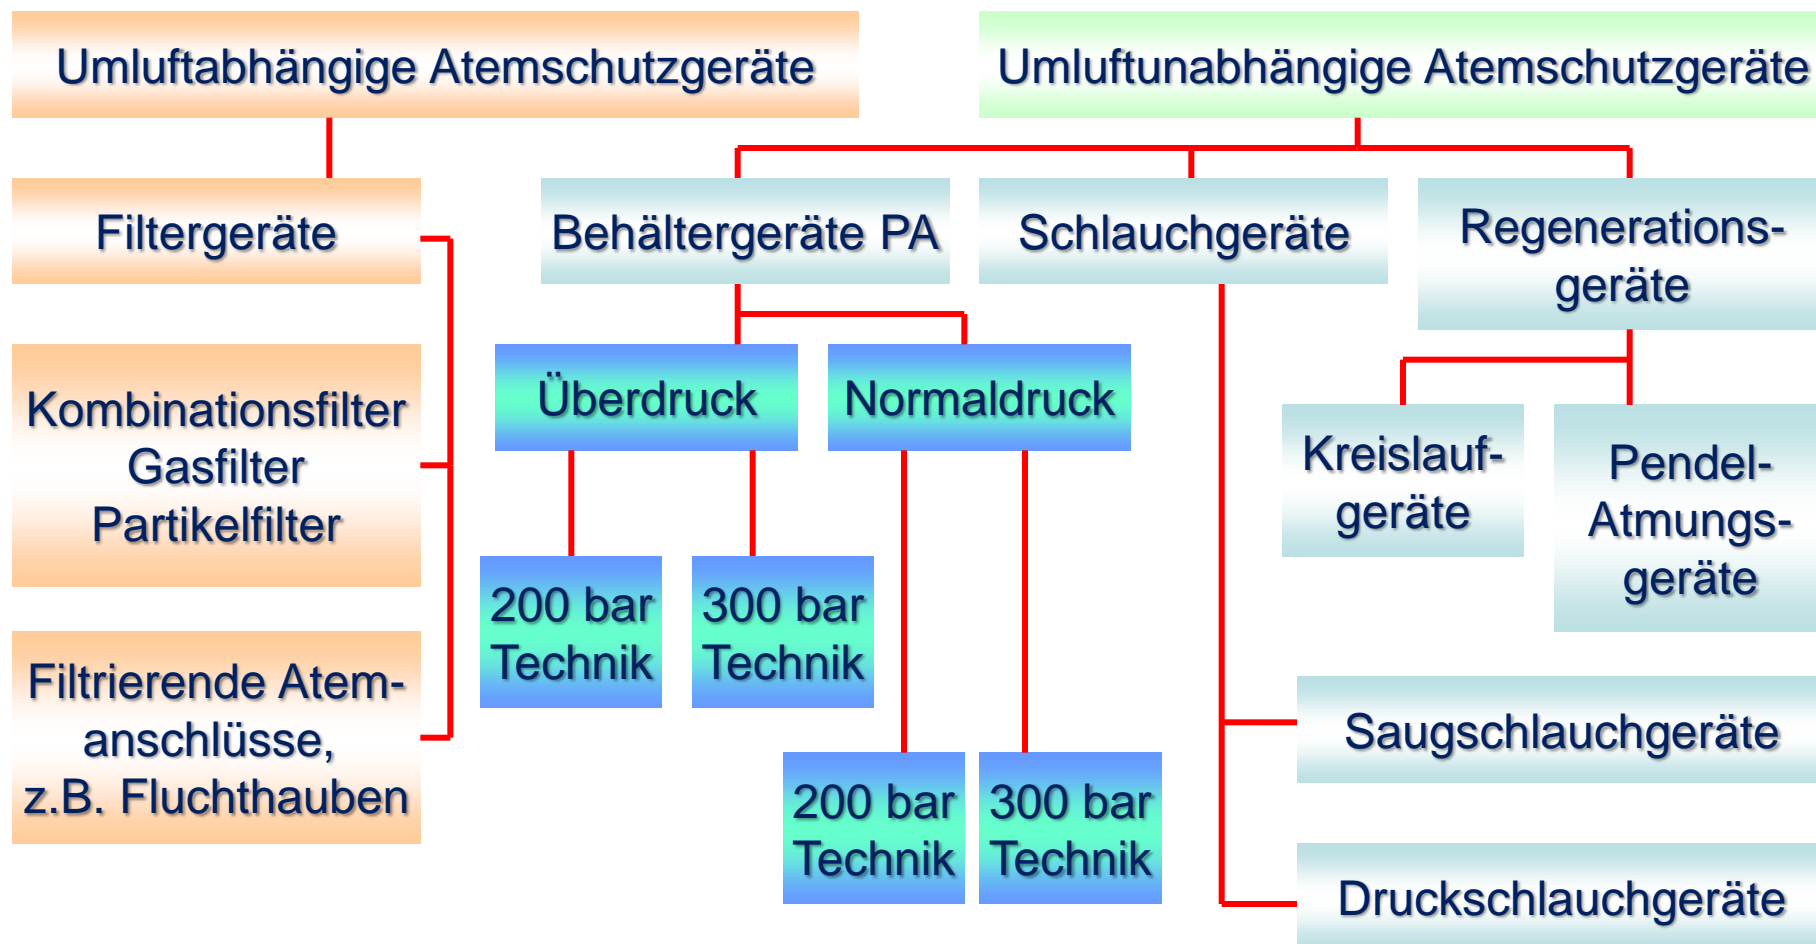 Umluftabhängige Atemschutzgeräte
Umluftunabhängige Atemschutzgeräte
Filtergeräte
Behältergeräte PA
Schlauchgeräte
Regenerations-
geräte
Kombinationsfilter
Gasfilter
Partikelfilter
Überdruck
Normaldruck
Kreislauf-
geräte
Pendel-
Atmungs-
geräte
200 bar
Technik
300 bar
Technik
Filtrierende Atem-
anschlüsse,
z.B. Fluchthauben
200 bar
Technik
300 bar
Technik
Saugschlauchgeräte
Druckschlauchgeräte